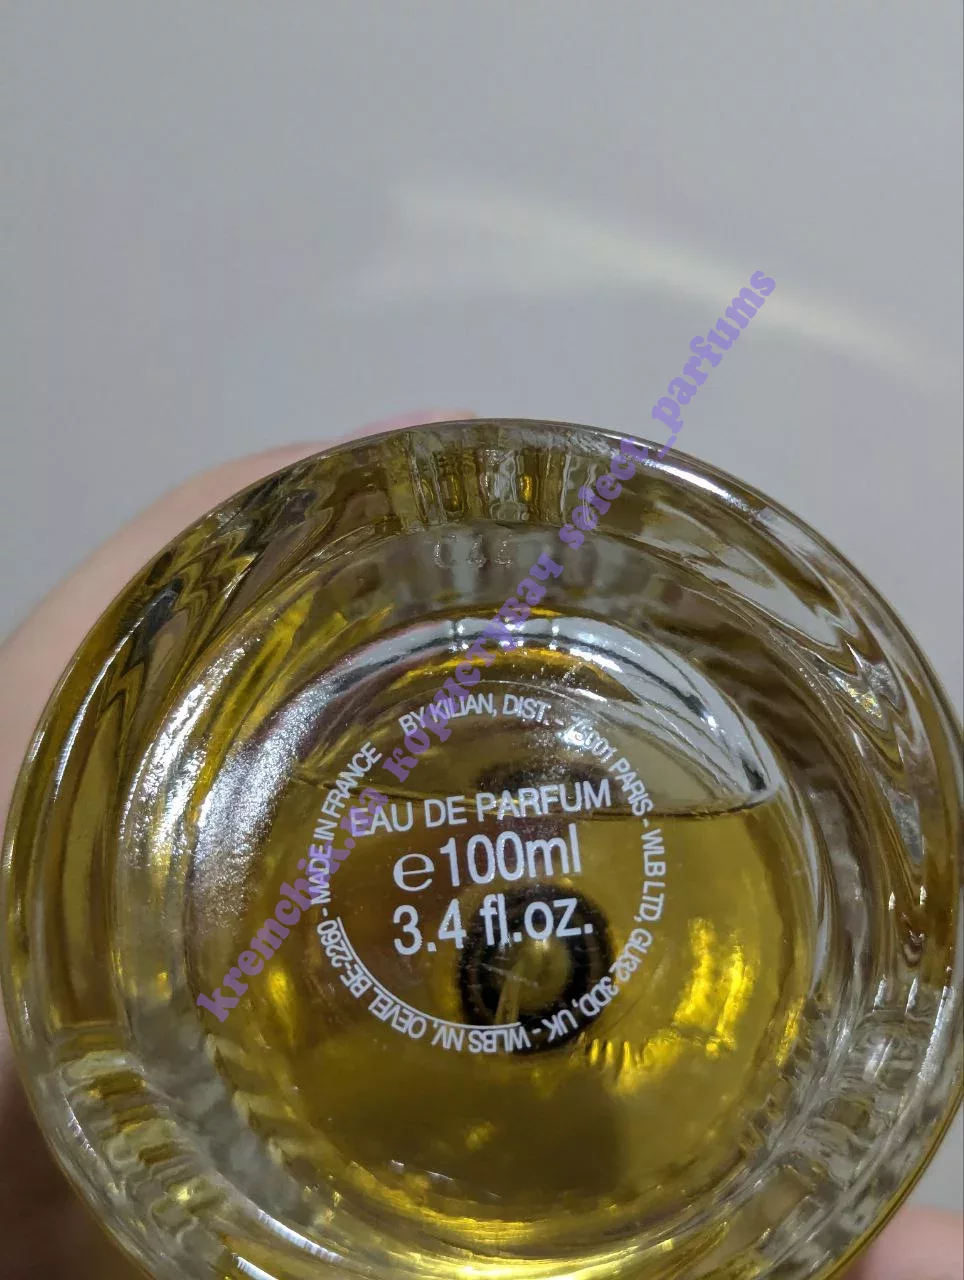 BY KILIAN, DIST. - 75001 PARIS - WLB LTD, GU32 3DD, UK - WLBS NV, OEVEL BE-2260 - MADE IN FRANCE
EAU DE PARFUM
e100ml
3.4 fl.oz.
kremchik.ua користувач select_parfums